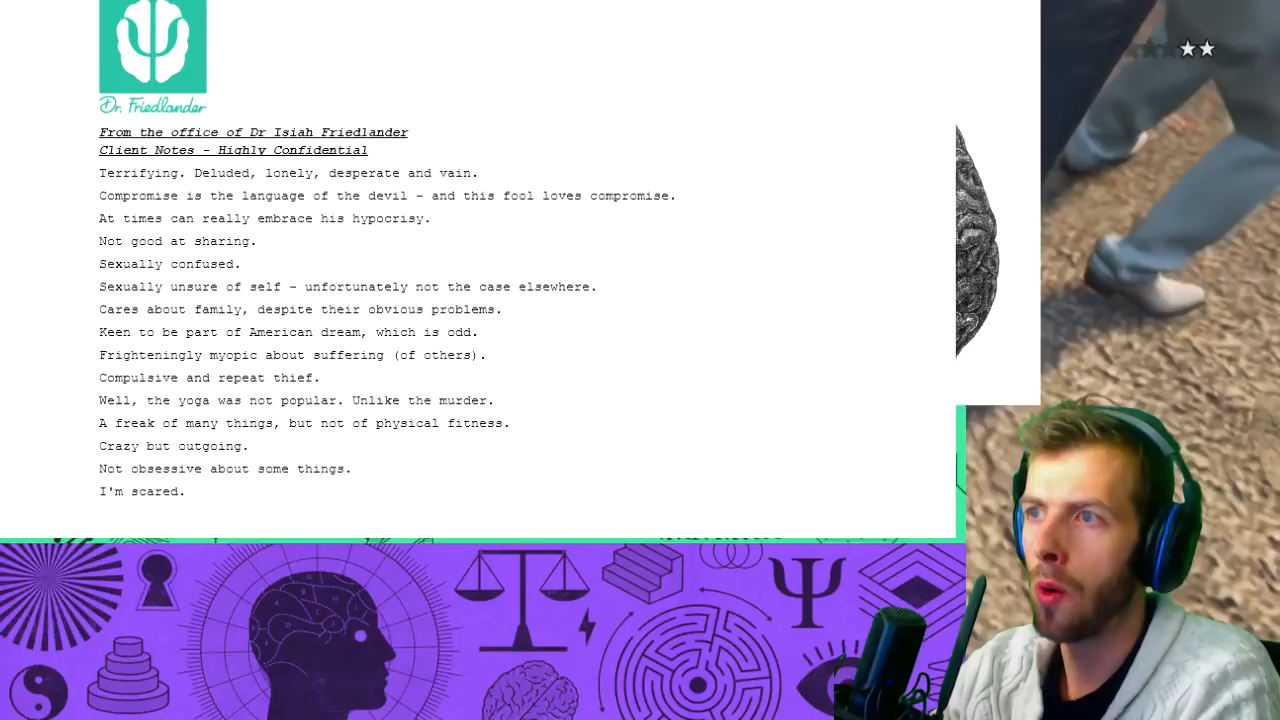 Dr. Friedlander
From the office of Dr Isiah Friedlander
Client Notes - Highly Confidential
Terrifying. Deluded, lonely, desperate and vain.
Compromise is the language of the devil - and this fool loves compromise.
At times can really embrace his hypocrisy.
Not good at sharing.
Sexually confused.
Sexually unsure of self - unfortunately not the case elsewhere.
Cares about family, despite their obvious problems.
Keen to be part of American dream, which is odd.
Frighteningly myopic about suffering (of others).
Compulsive and repeat thief.
Well, the yoga was not popular. Unlike the murder.
A freak of many things, but not of physical fitness.
Crazy but outgoing.
Not obsessive about some things.
I'm scared.